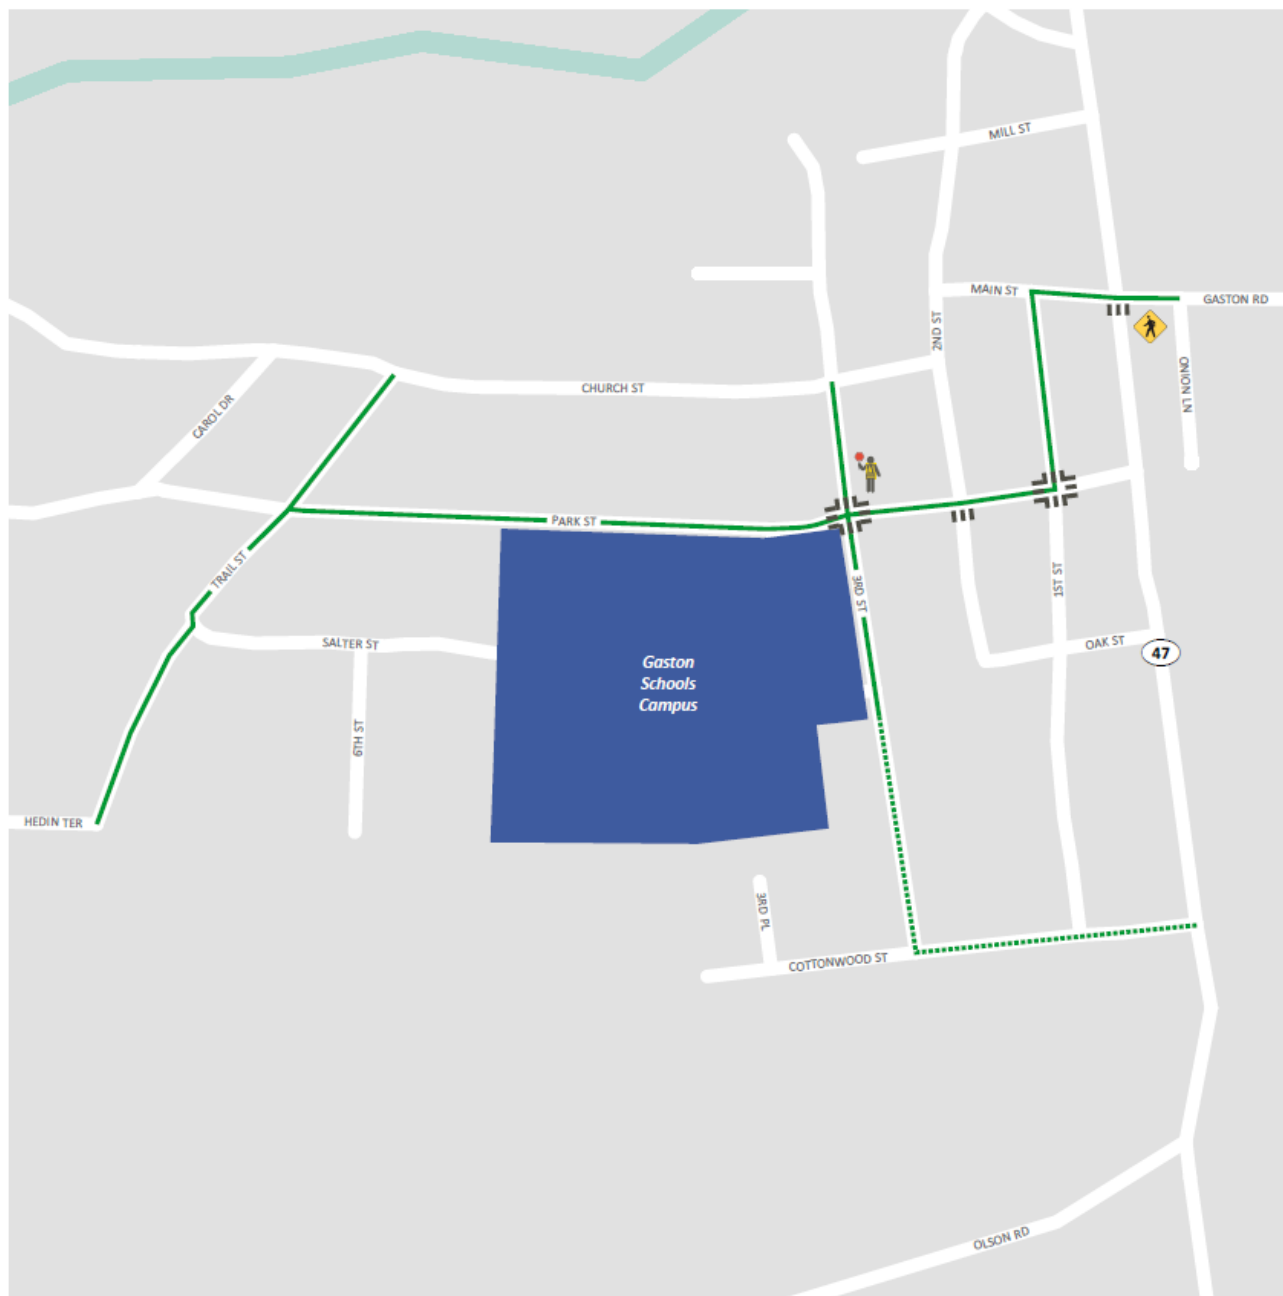 MILL ST
MAIN ST
GASTON RD
2ND ST
ONION LN
CHURCH ST
CAROL DR
PARK ST
TRAIL ST
3RD ST
1ST ST
SALTER ST
OAK ST
47
Gaston
Schools
Campus
6TH ST
HEDIN TER
3RD PL
COTTONWOOD ST
OLSON RD